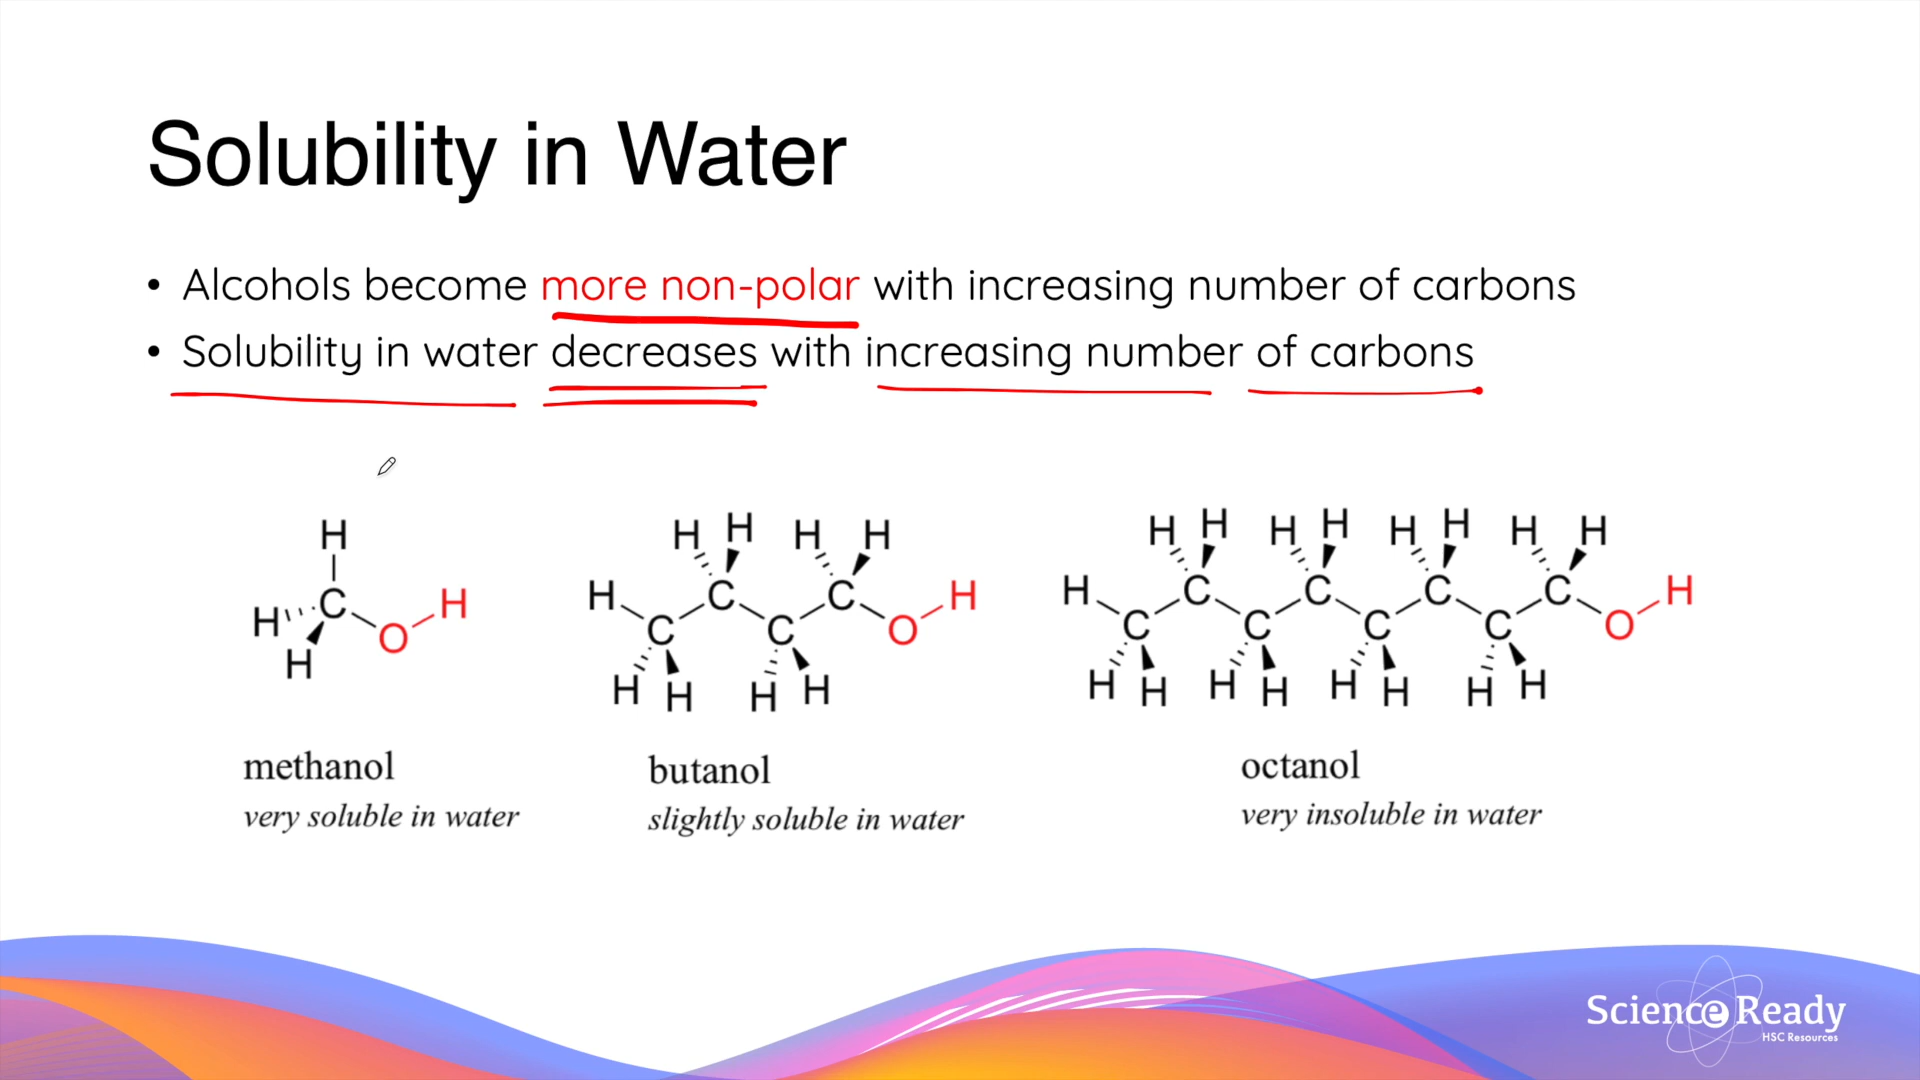 Solubility in Water
• Alcohols become more non-polar with increasing number of carbons
• Solubility in water decreases with increasing number of carbons
H
H C O H
H
H H H H
H C C O H
C C
H H H H
H H H H H H H H
H C C C C O H
C C C C
H H H H H H H H
methanol
very soluble in water
butanol
slightly soluble in water
octanol
very insoluble in water
Science Ready
HSC Resources